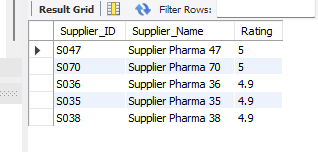 Result Grid Filter Rows:
Supplier_ID Supplier_Name Rating
S047 Supplier Pharma 47 5
S070 Supplier Pharma 70 5
S036 Supplier Pharma 36 4.9
S035 Supplier Pharma 35 4.9
S038 Supplier Pharma 38 4.9